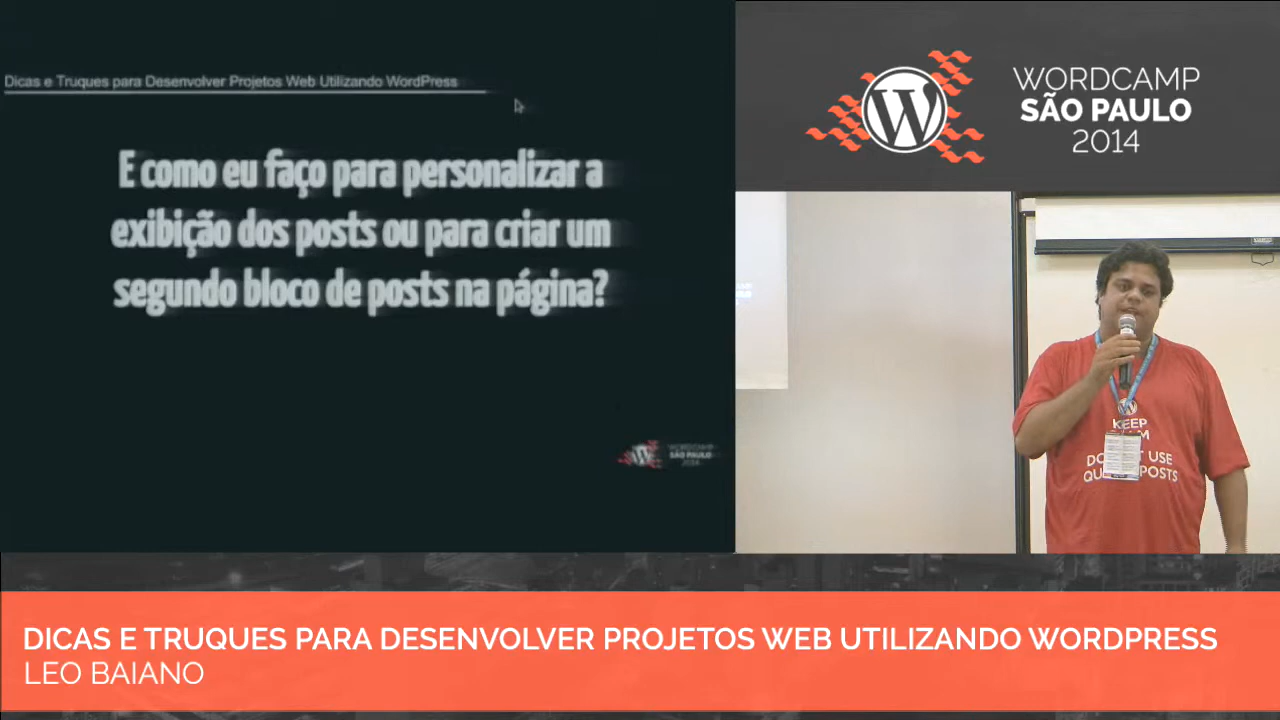 Dicas e Truques para Desenvolver Projetos Web Utilizando WordPress
E como eu faço para personalizar a
exibição dos posts ou para criar um
segundo bloco de posts na página?
WORDCAMP
SÃO PAULO
2014
WORDCAMP
SÃO PAULO
2014
KEEP
POSTS
DICAS E TRUQUES PARA DESENVOLVER PROJETOS WEB UTILIZANDO WORDPRESS
LEO BAIANO